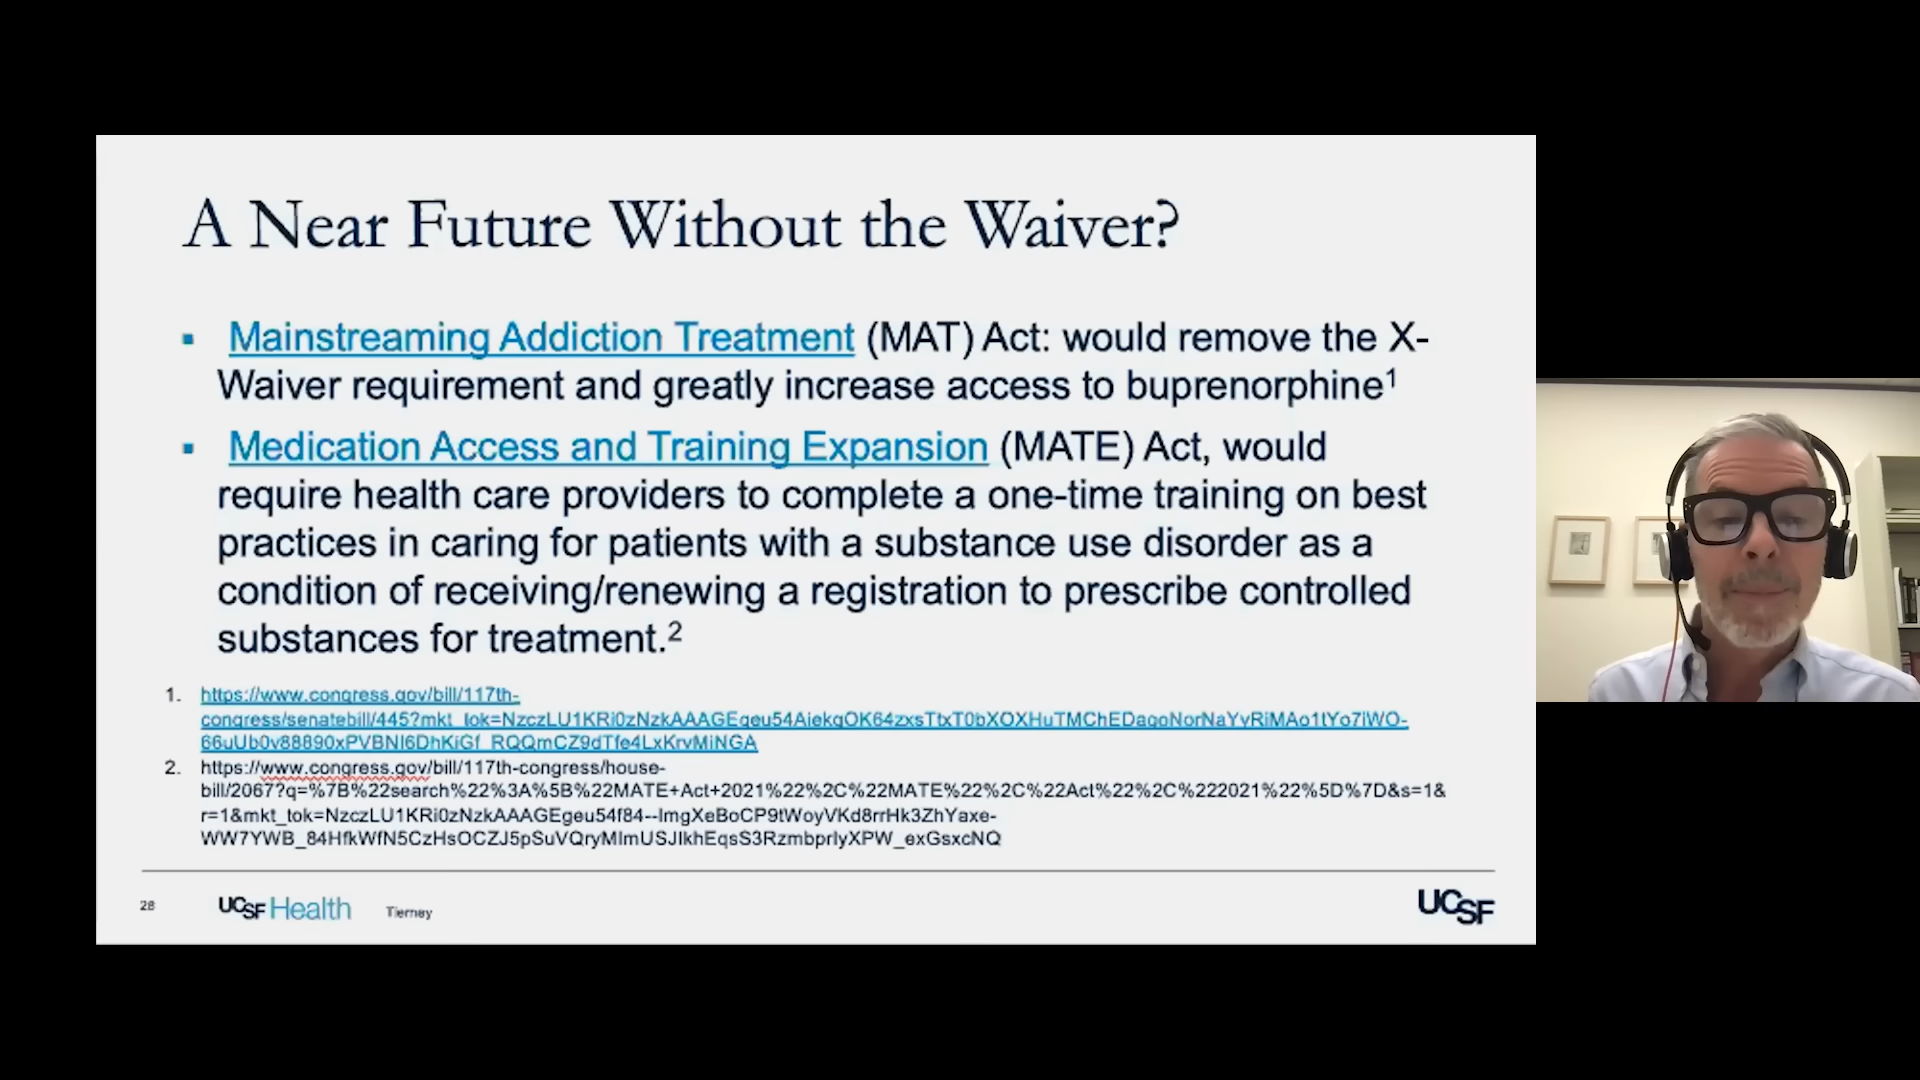 A Near Future Without the Waiver?
▪ Mainstreaming Addiction Treatment (MAT) Act: would remove the X-
Waiver requirement and greatly increase access to buprenorphine1
▪ Medication Access and Training Expansion (MATE) Act, would
require health care providers to complete a one-time training on best
practices in caring for patients with a substance use disorder as a
condition of receiving/renewing a registration to prescribe controlled
substances for treatment.2
1. https://www.congress.gov/bill/117th-
congress/senatebill/445?mkt_tok=NzczLU1KRi0zNzkAAAGEgeu54AiekqOK64zxsTtxT0bXOXHuTMChEDagoNorNaYvRiMAo1tYo7iWO-
66uUb0v88890xPVBNI6DhKiGf_RQQmCZ9dTfe4LxKrvMiNGA
2. https://www.congress.gov/bill/117th-congress/house-
bill/2067?q=%7B%22search%22%3A%5B%22MATE+Act+2021%22%2C%22MATE%22%2C%22Act%22%2C%222021%22%5D%7D&s=1&
r=1&mkt_tok=NzczLU1KRi0zNzkAAAGEgeu54f84--ImgXeBoCP9tWoyVKd8rrHk3ZhYaxe-
WW7YWB_84HfkWfN5CzHsOCZJ5pSuVQryMImUSJIkhEqsS3RzmbprIyXPW_exGsxcNQ
28 UCSF Health Tierney UCSF